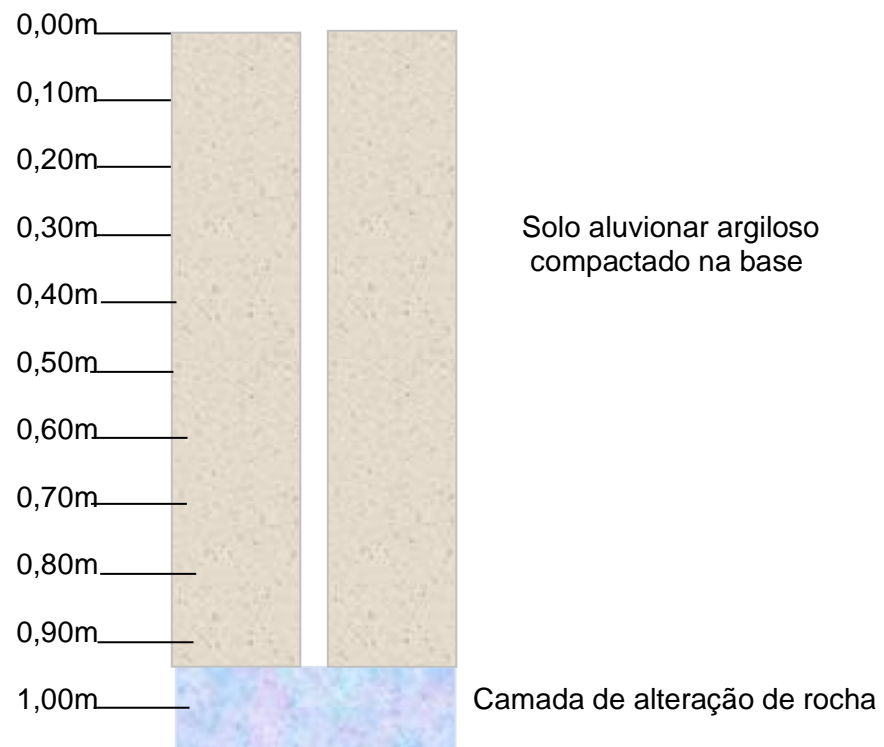 0,00m
0,10m
0,20m
0,30m
Solo aluvionar argiloso
compactado na base
0,40m
0,50m
0,60m
0,70m
0,80m
0,90m
1,00m
Camada de alteração de rocha